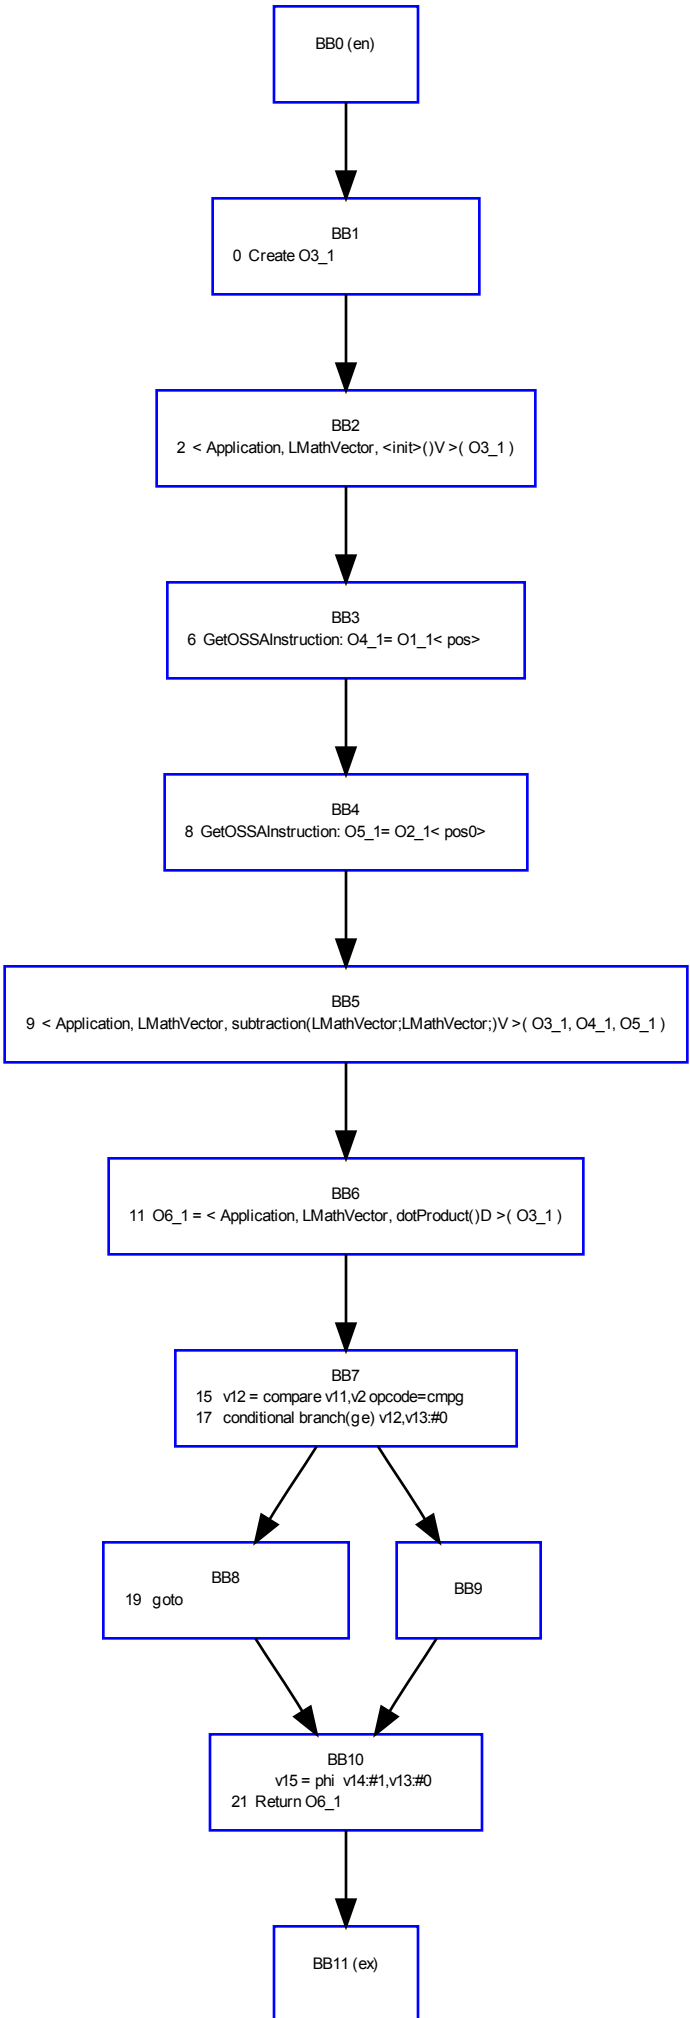 BB0 (en)
BB1
0 Create O3_1
BB2
2 < Application, LMathVector, <init>()V >( O3_1 )
BB3
6 GetOSSAInstruction: O4_1= O1_1< pos>
BB4
8 GetOSSAInstruction: O5_1= O2_1< pos0>
BB5
9 < Application, LMathVector, subtraction(LMathVector;LMathVector;)V >( O3_1, O4_1, O5_1 )
BB6
11 O6_1 = < Application, LMathVector, dotProduct()D >( O3_1 )
BB7
15 v12 = compare v11,v2 opcode=cmpg
17 conditional branch(ge) v12,v13:#0
BB8
19 goto
BB9
BB10
v15 = phi v14:#1,v13:#0
21 Return O6_1
BB11 (ex)